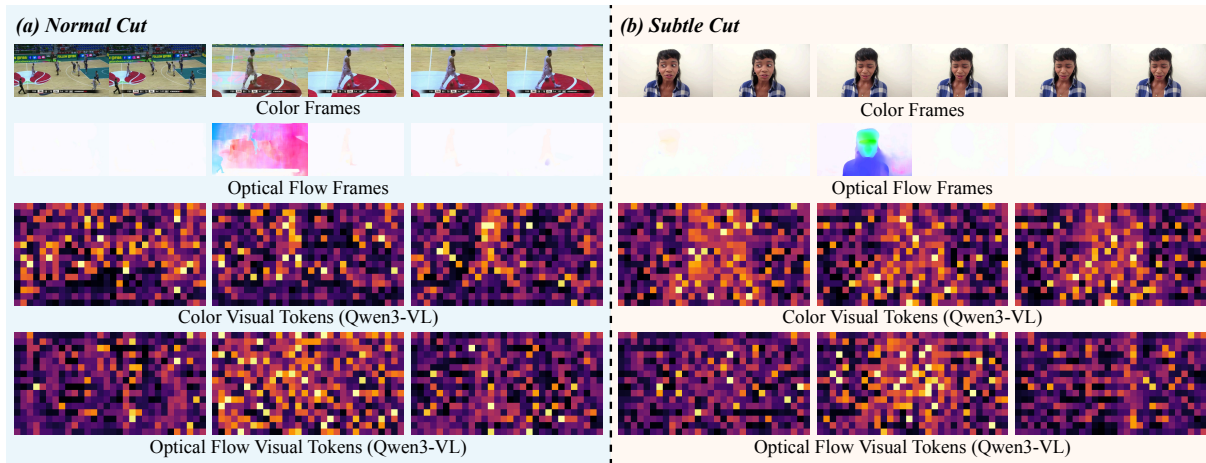 (a) Normal Cut
Color Frames
Optical Flow Frames
Color Visual Tokens (Qwen3-VL)
Optical Flow Visual Tokens (Qwen3-VL)
(b) Subtle Cut
Color Frames
Optical Flow Frames
Color Visual Tokens (Qwen3-VL)
Optical Flow Visual Tokens (Qwen3-VL)